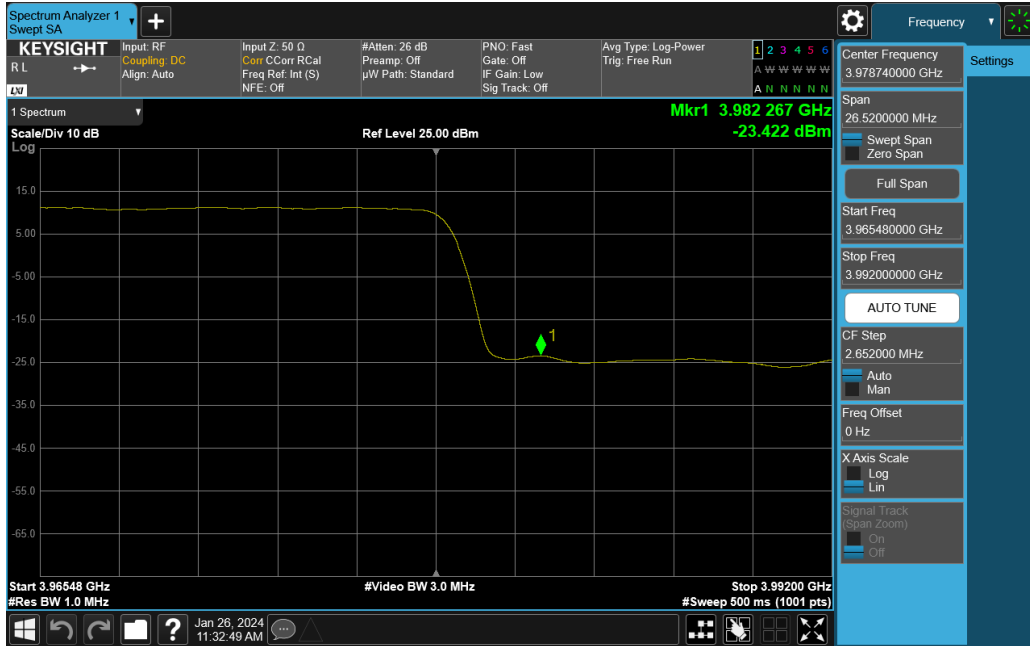 Spectrum Analyzer 1
Swept SA
Frequency
KEYSIGHT
R L
LXI
Input: RF
Coupling: DC
Align: Auto
Input Z: 50 Ω
Corr CCorr RCal
Freq Ref: Int (S)
NFE: Off
#Atten: 26 dB
Preamp: Off
µW Path: Standard
PNO: Fast
Gate: Off
IF Gain: Low
Sig Track: Off
Avg Type: Log-Power
Trig: Free Run
1 2 3 4 5 6
A W W W W W
A N N N N N
1 Spectrum
Scale/Div 10 dB
Log
Ref Level 25.00 dBm
Mkr1 3.982 267 GHz
-23.422 dBm
15.0
5.00
-5.00
-15.0
-25.0
-35.0
-45.0
-55.0
-65.0
1
Start 3.96548 GHz
#Res BW 1.0 MHz
#Video BW 3.0 MHz
Stop 3.99200 GHz
#Sweep 500 ms (1001 pts)
?
Jan 26, 2024
11:32:49 AM
Center Frequency
3.978740000 GHz
Span
26.5200000 MHz
Swept Span
Zero Span
Full Span
Start Freq
3.965480000 GHz
Stop Freq
3.992000000 GHz
AUTO TUNE
CF Step
2.652000 MHz
Auto
Man
Freq Offset
0 Hz
X Axis Scale
Log
Lin
Signal Track
(Span Zoom)
On
Off
Settings